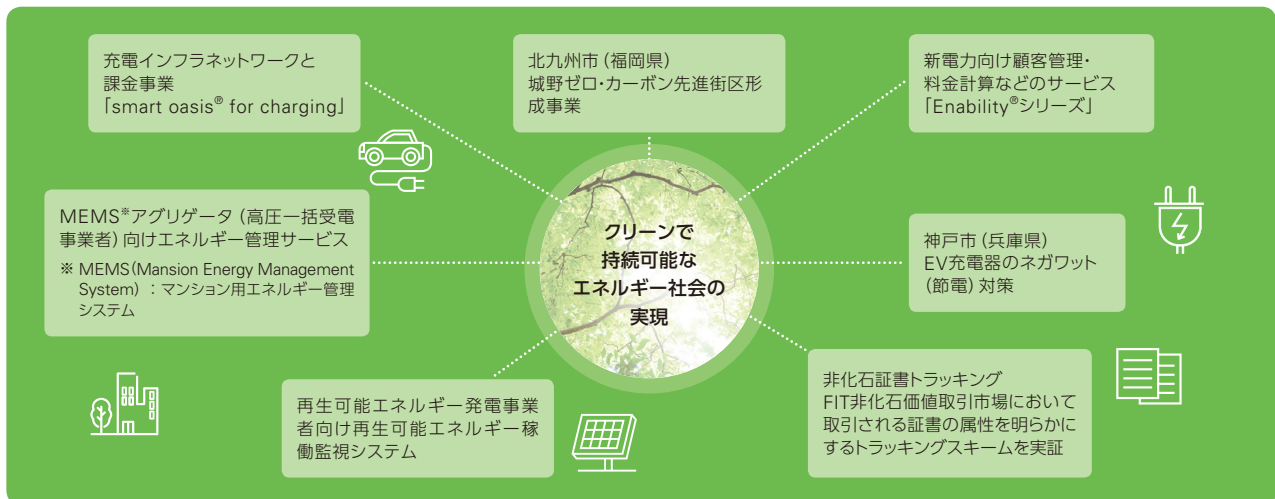 充電インフラネットワークと
課金事業
「smart oasis® for charging」
北九州市（福岡県）
城野ゼロ・カーボン先進街区形
成事業
新電力向け顧客管理・
料金計算などのサービス
「Enability®シリーズ」
MEMS※アグリゲータ（高圧一括受電
事業者）向けエネルギー管理サービス
※ MEMS（Mansion Energy Management
System）：マンション用エネルギー管理
システム
クリーンで
持続可能な
エネルギー社会の
実現
神戸市（兵庫県）
EV充電器のネガワット
（節電）対策
再生可能エネルギー発電事業
者向け再生可能エネルギー稼
働監視システム
非化石証書トラッキング
FIT非化石価値取引市場において
取引される証書の属性を明らかに
するトラッキングスキームを実証